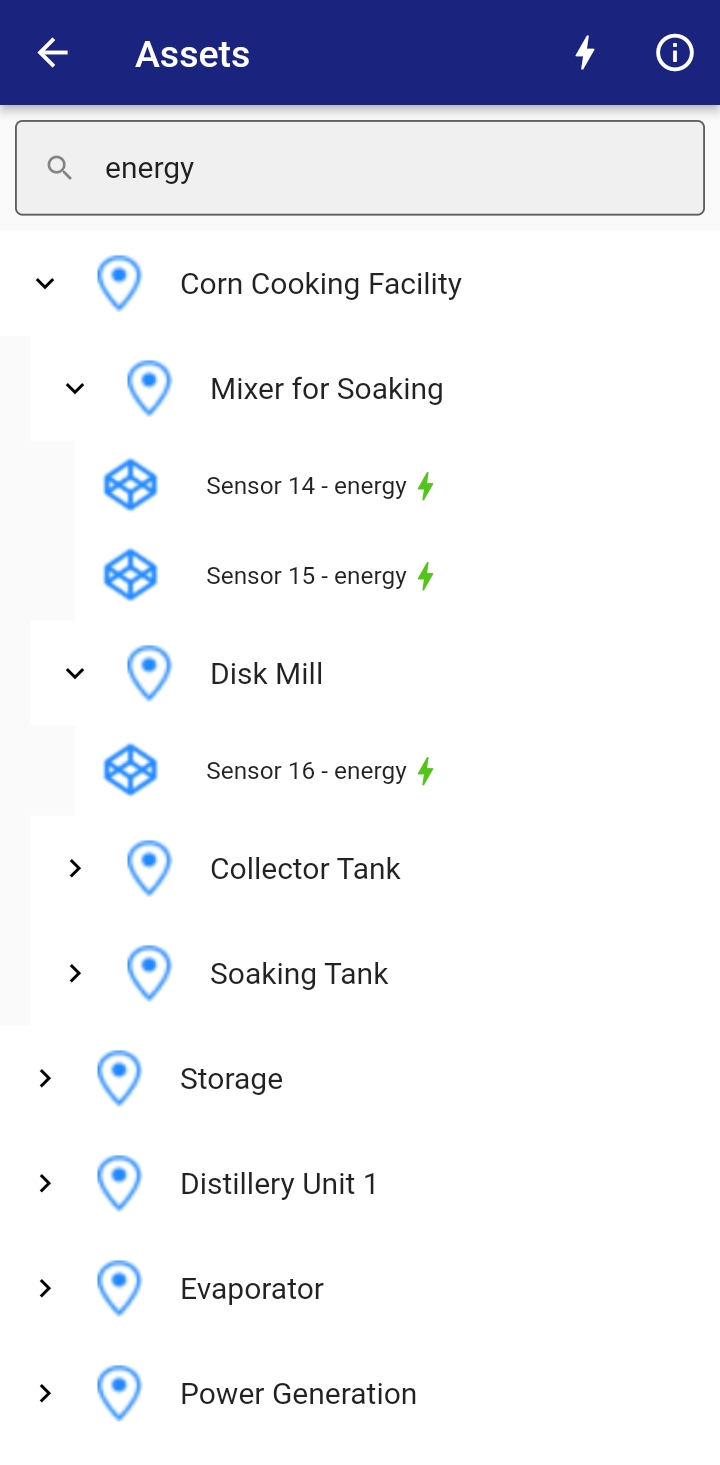 Assets
energy
Corn Cooking Facility
Mixer for Soaking
Sensor 14 - energy
Sensor 15 - energy
Disk Mill
Sensor 16 - energy
Collector Tank
Soaking Tank
Storage
Distillery Unit 1
Evaporator
Power Generation